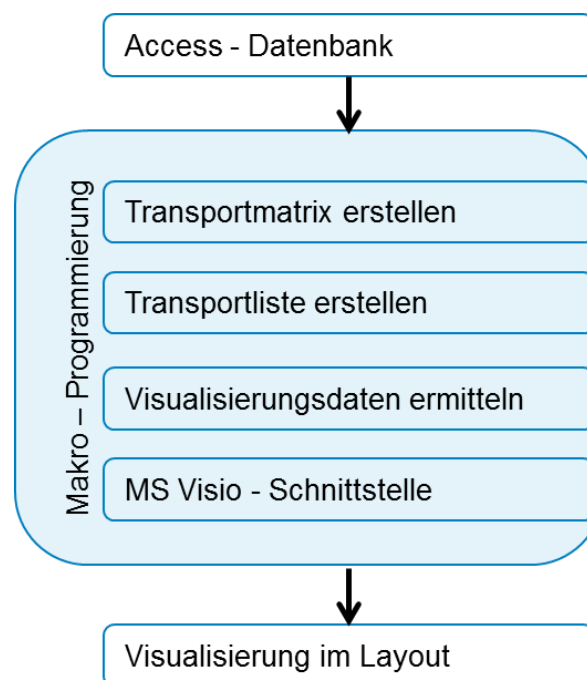 Access - Datenbank
Makro – Programmierung
Transportmatrix erstellen
Transportliste erstellen
Visualisierungsdaten ermitteln
MS Visio - Schnittstelle
Visualisierung im Layout